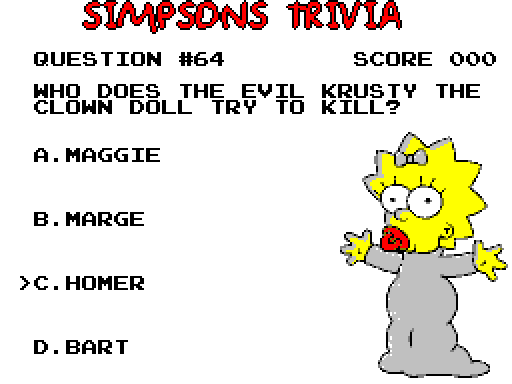 SIMPSONS TRIVIA
QUESTION #64 SCORE 000
WHO DOES THE EVIL KRUSTY THE
CLOWN DOLL TRY TO KILL?
A.MAGGIE
B.MARGE
>C.HOMER
D.BART